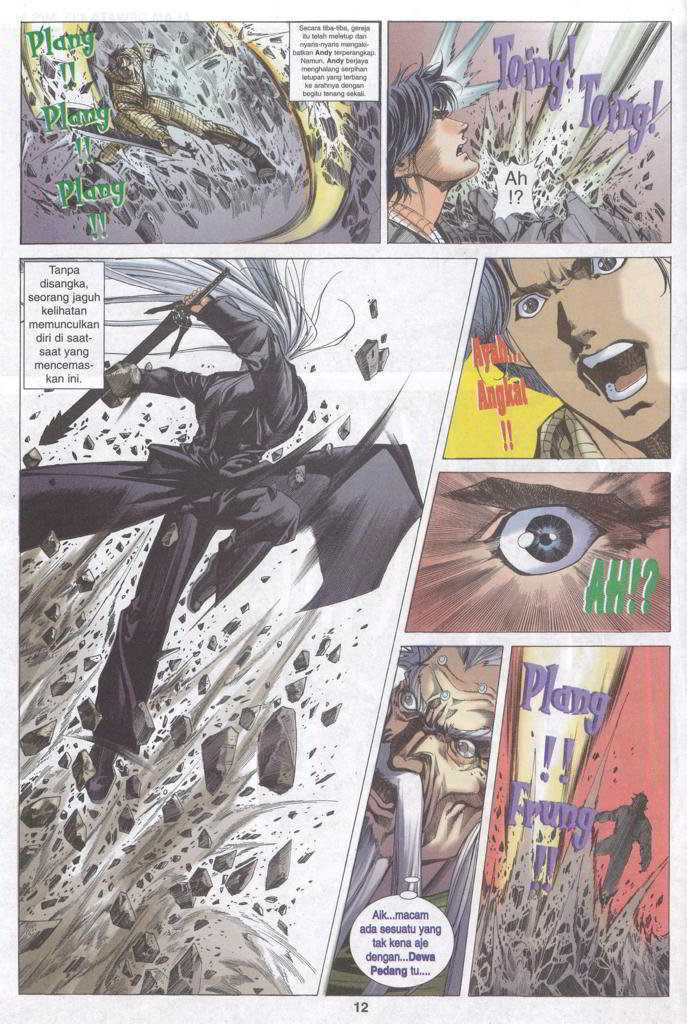 Plang
!!
Plang
!!
Plang
!!
Secara tiba-tiba, gereja
itu telah meletup dan
nyaris-nyaris mengaki-
batkan Andy terperangkap.
Namun, Andy berjaya
menghalang serpihan
letupan yang terbang
ke arahnya dengan
begitu tenang sekali.
Toing!
Toing!
Ah
!?
Tanpa
disangka,
seorang jaguh
kelihatan
memunculkan
diri di saat-
saat yang
mencemas-
kan ini.
Ayah...
Angkat
!!
AH!?
Aik...macam
ada sesuatu yang
tak kena aje
dengan...Dewa
Pedang tu....
Plang
!!
Frung
!!
12